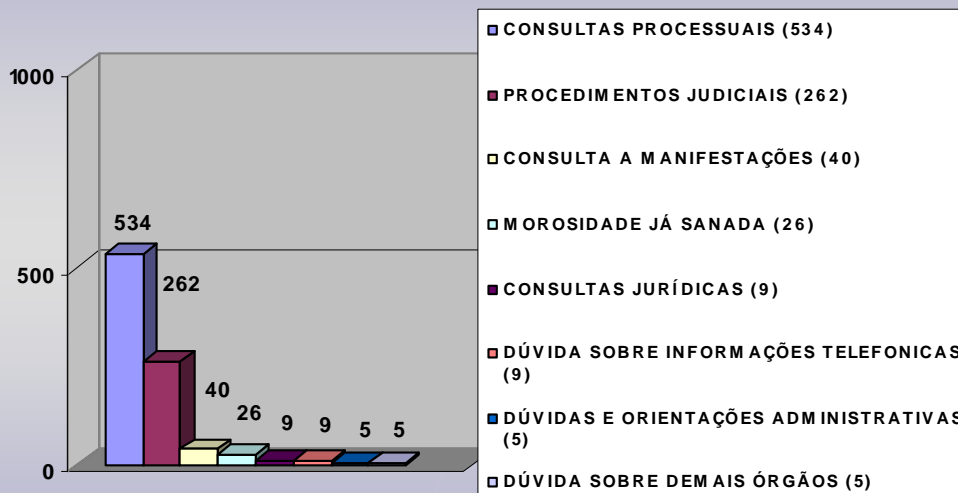 1000
500
0
534
262
40
26
9
9
5
5
CONSULTAS PROCESSUAIS (534)
PROCEDIMENTOS JUDICIAIS (262)
CONSULTA A MANIFESTAÇÕES (40)
MOROSIDADE JÁ SANADA (26)
CONSULTAS JURÍDICAS (9)
DÚVIDA SOBRE INFORMAÇÕES TELEFONICAS
(9)
DÚVIDAS E ORIENTAÇÕES ADMINISTRATIVAS
(5)
DÚVIDA SOBRE DEMAIS ÓRGÃOS (5)